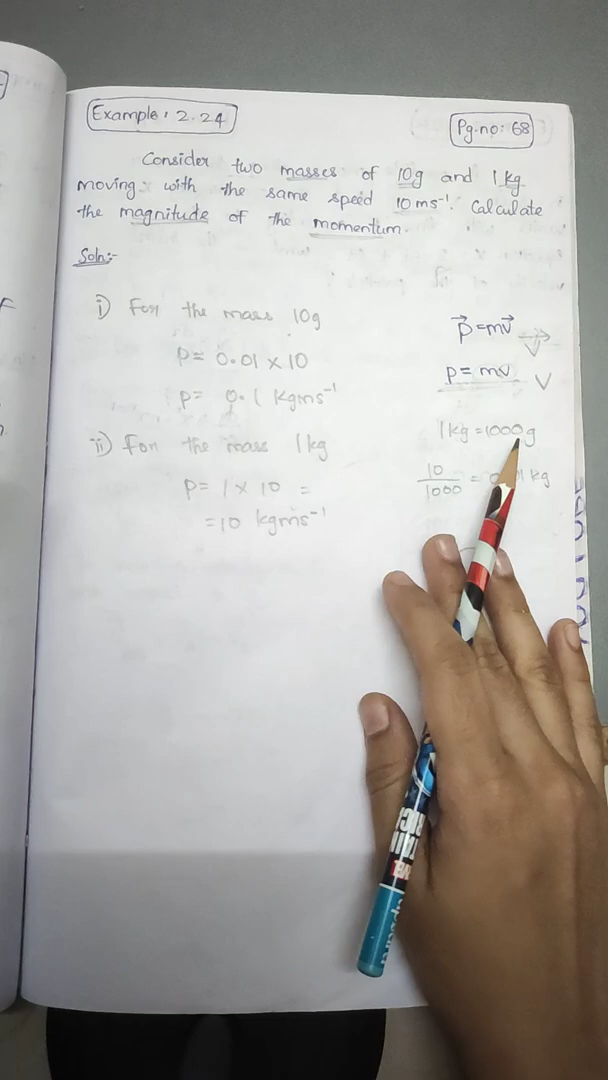 Example: 2.24
Pg.no: 68
Consider two masses of 10g and 1 kg
moving with the same speed 10 ms⁻¹. Calculate
the magnitude of the momentum.
Soln:-
i) For the mass 10g
p = 0.01 × 10
p = 0.1 kgms⁻¹
ii) For the mass 1kg
p = 1 × 10 =
= 10 kgms⁻¹
p⃗ = mv⃗
p = mv
V
V
1kg = 1000g
10/1000 = kg